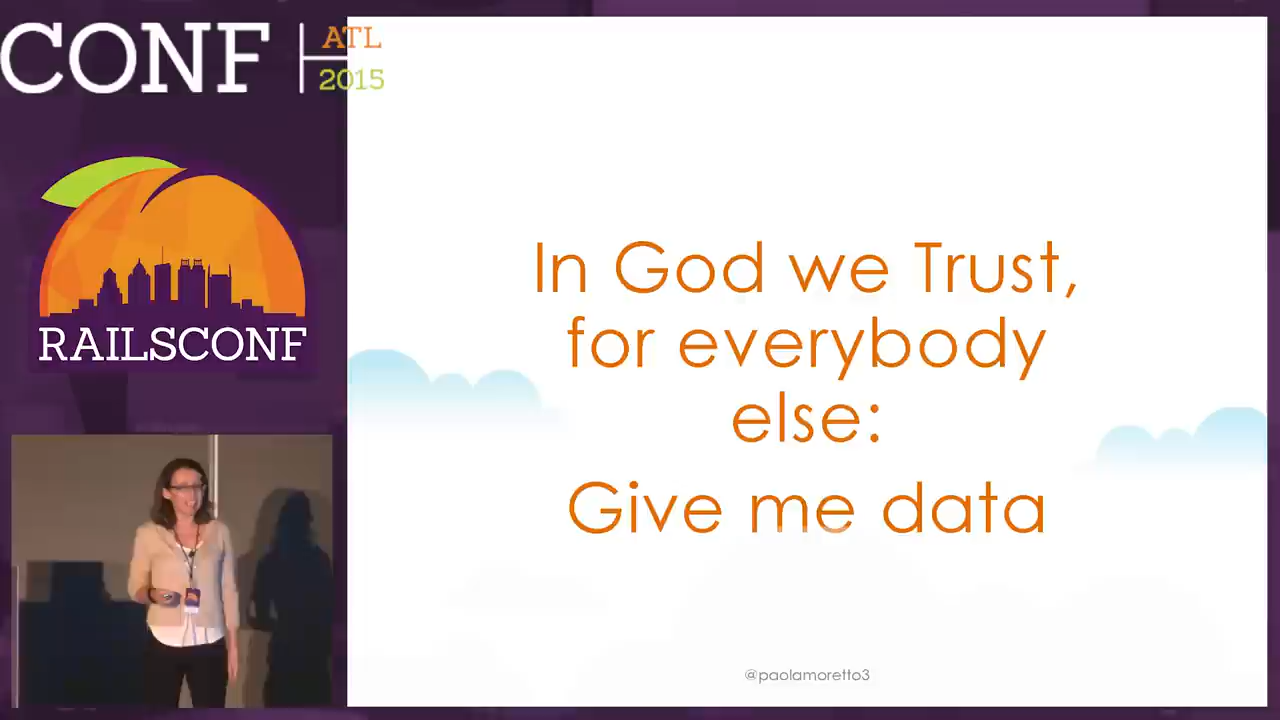 CONF
ATL
2015
RAILSCONF
In God we Trust,
for everybody
else:
Give me data
@paolamoretto3